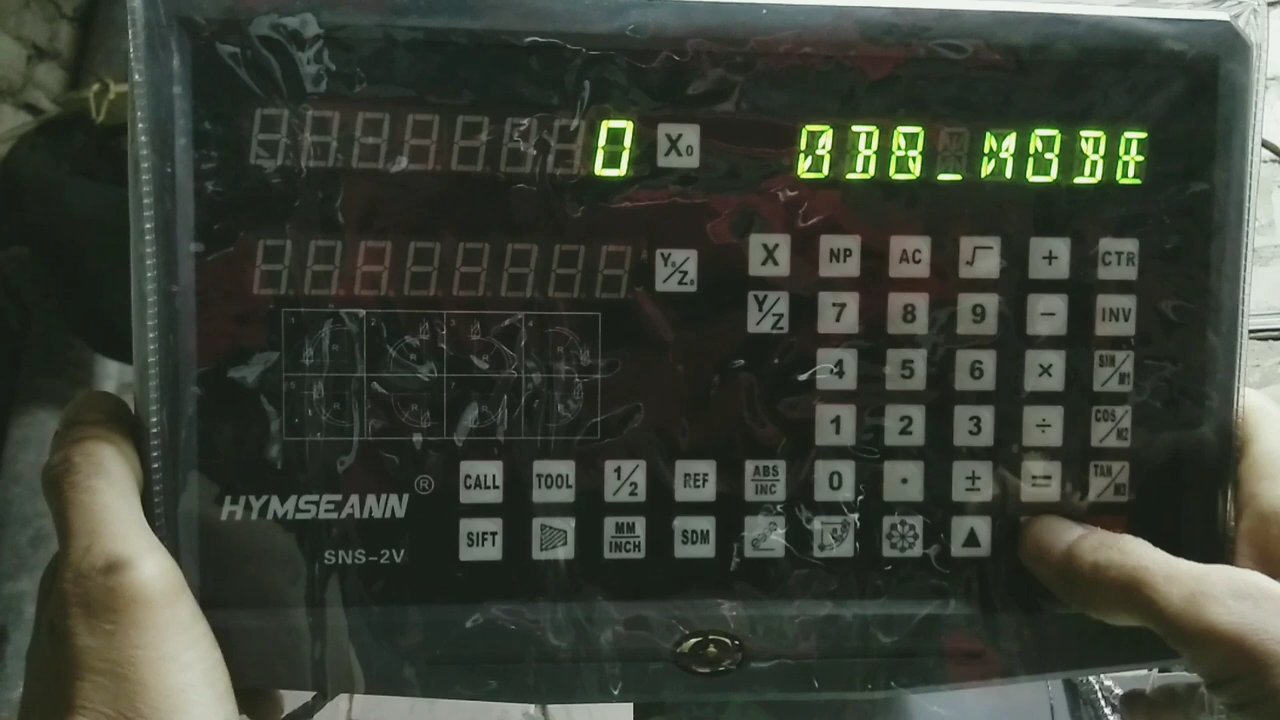 0 X₀
Y₀/Z₀
X NP AC √ + CTR
Y/Z 7 8 9 − INV
4 5 6 × SIN/M1
1 2 3 ÷ COS/M2
CALL TOOL 1/2 REF ABS/INC 0 · ± = TAN/M3
SIFT MM/INCH SDM ▲
HYMSEANN®
SNS-2V